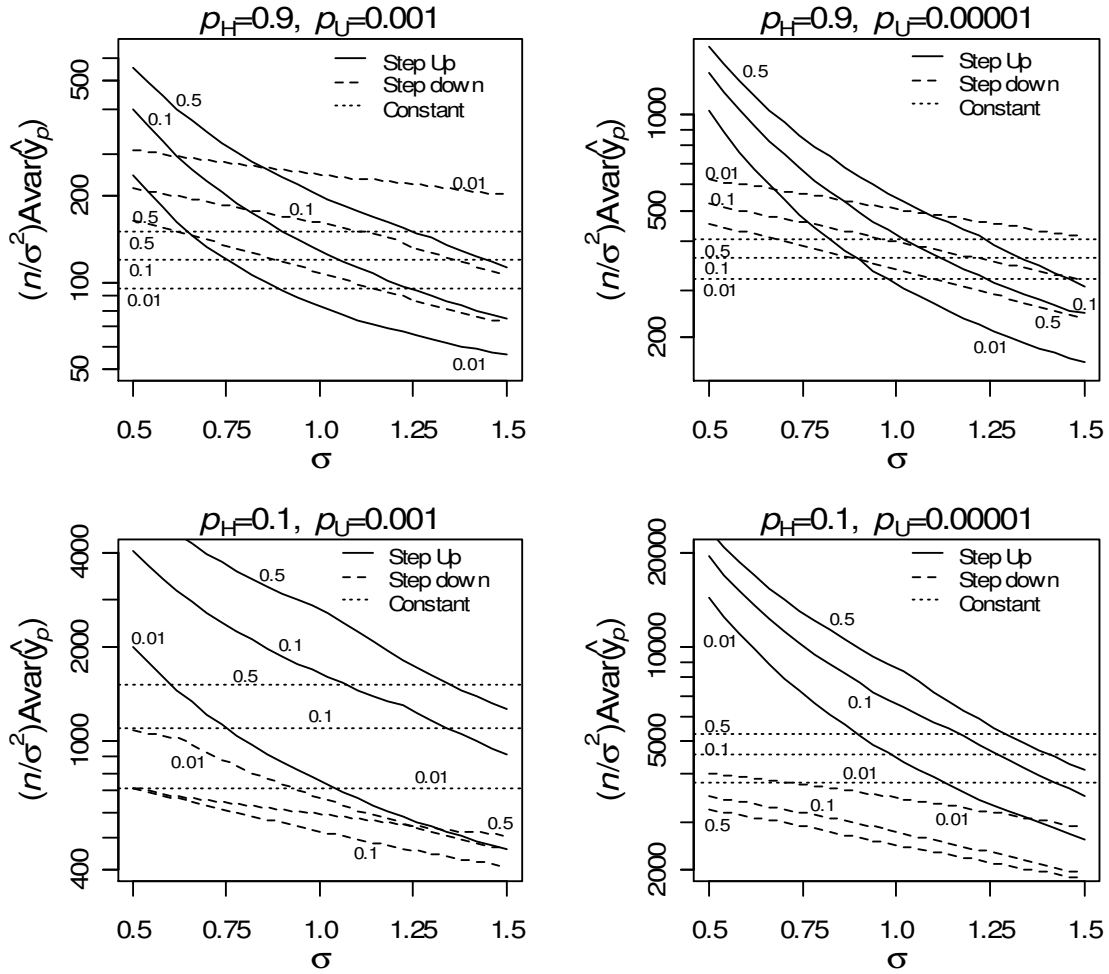 pH=0.9, pU=0.001
(n/σ²)Avar(ŷp)
500
200
100
50
Step Up
Step down
Constant
0.5
0.1
0.01
0.1
0.5
0.5
0.1
0.01
0.01
0.5 0.75 1.0 1.25 1.5
σ
pH=0.9, pU=0.00001
(n/σ²)Avar(ŷp)
1000
500
200
Step Up
Step down
Constant
0.5
0.01
0.1
0.5
0.1
0.01
0.1
0.5
0.01
0.5 0.75 1.0 1.25 1.5
σ
pH=0.1, pU=0.001
(n/σ²)Avar(ŷp)
4000
2000
1000
400
Step Up
Step down
Constant
0.5
0.01
0.1
0.5
0.1
0.01
0.01
0.5
0.1
0.5 0.75 1.0 1.25 1.5
σ
pH=0.1, pU=0.00001
(n/σ²)Avar(ŷp)
20000
10000
5000
2000
Step Up
Step down
Constant
0.5
0.01
0.1
0.5
0.1
0.01
0.1
0.01
0.5
0.5 0.75 1.0 1.25 1.5
σ